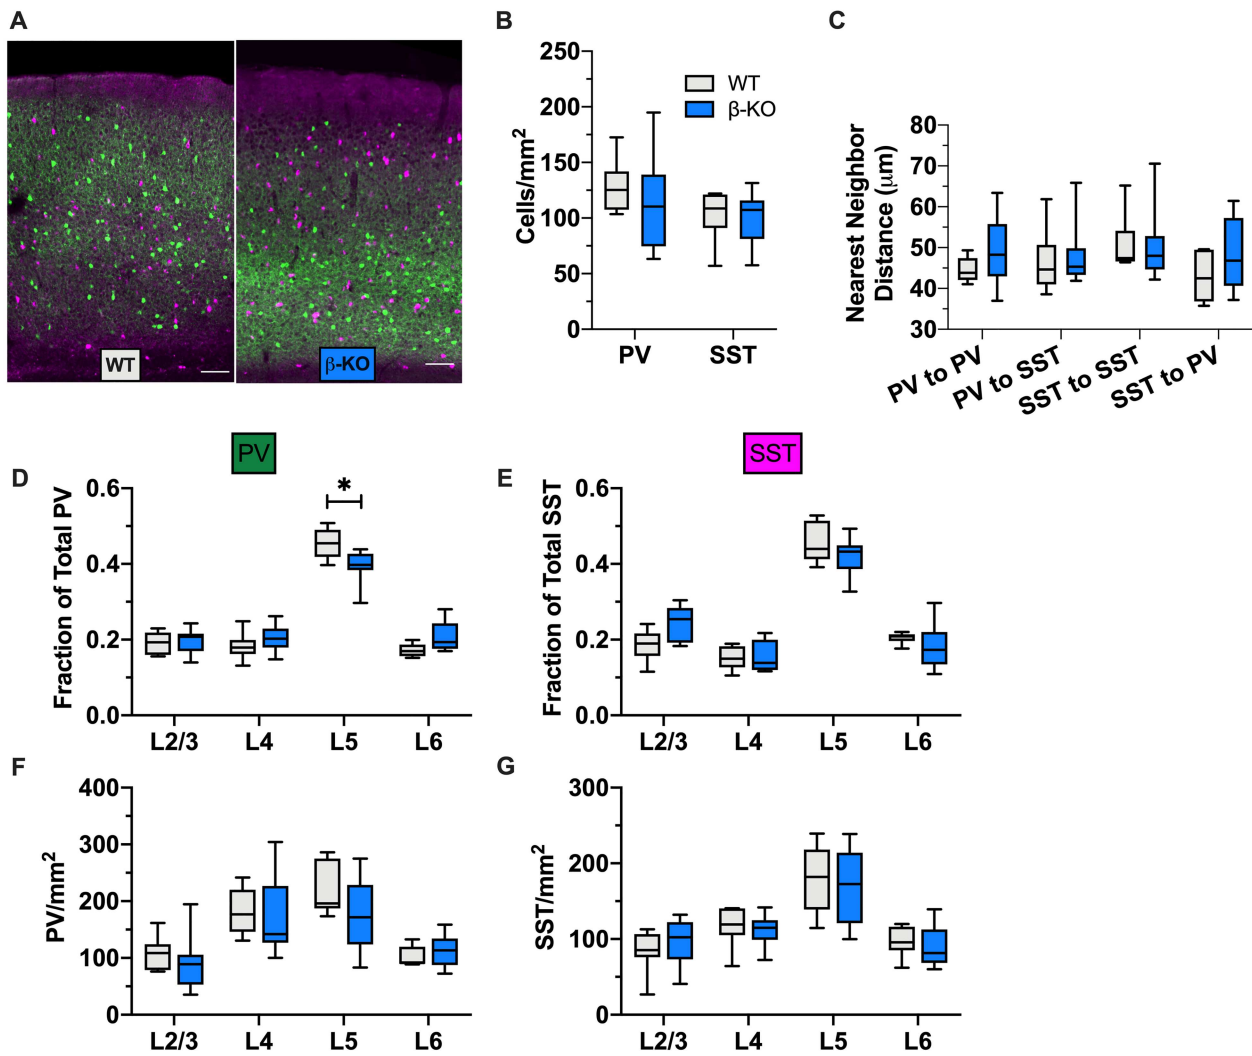 A
WT
β-KO
B
Cells/mm²
250
200
150
100
50
0
PV
SST
WT
β-KO
C
Nearest Neighbor
Distance (μm)
80
70
60
50
40
30
PV to PV
PV to SST
SST to SST
SST to PV
PV
D
Fraction of Total PV
0.6
0.4
0.2
0.0
*
L2/3
L4
L5
L6
SST
E
Fraction of Total SST
0.6
0.4
0.2
0.0
L2/3
L4
L5
L6
F
PV/mm²
400
300
200
100
0
L2/3
L4
L5
L6
G
SST/mm²
300
200
100
0
L2/3
L4
L5
L6